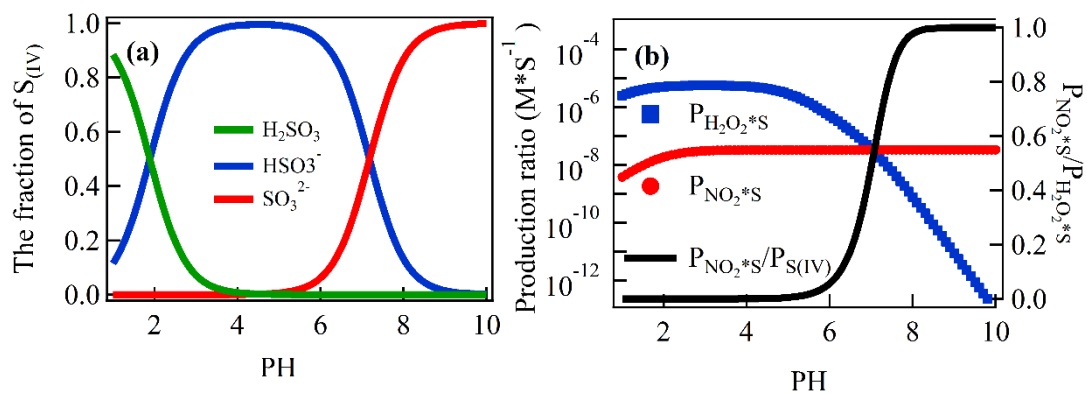 The fraction of S(IV)
1.0
0.8
0.6
0.4
0.2
0.0
(a)
H2SO3
HSO3-
SO3 2-
2
4
6
8
10
PH
Production ratio (M*S-1)
10-4
10-6
10-8
10-10
10-12
(b)
PH2O2*S
PNO2*S
PNO2*S/PS(IV)
2
4
6
8
10
PH
1.0
0.8
0.6
0.4
0.2
0.0
PNO2*S/PH2O2*S